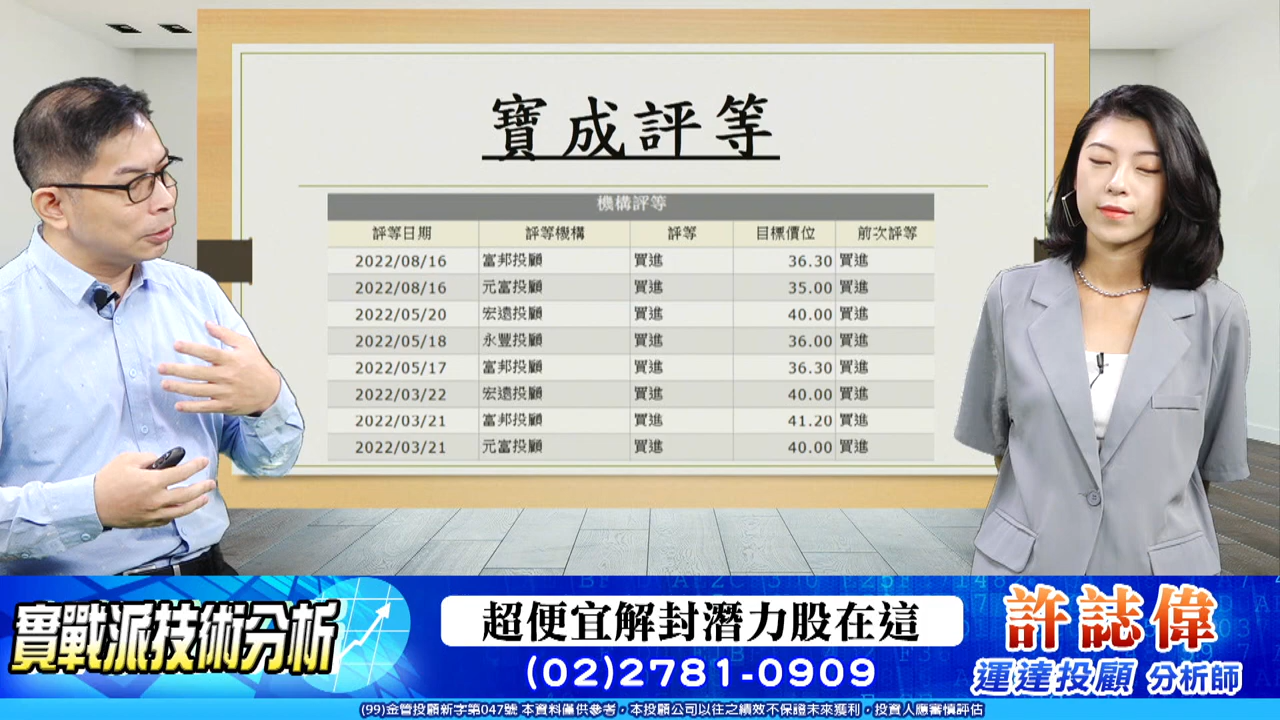 寶成評等
機構評等
評等日期 評等機構 評等 目標價位 前次評等
2022/08/16 富邦投顧 買進 36.30 買進
2022/08/16 元富投顧 買進 35.00 買進
2022/05/20 宏遠投顧 買進 40.00 買進
2022/05/18 永豐投顧 買進 36.00 買進
2022/05/17 富邦投顧 買進 36.30 買進
2022/03/22 宏遠投顧 買進 40.00 買進
2022/03/21 富邦投顧 買進 41.20 買進
2022/03/21 元富投顧 買進 40.00 買進
實戰派技術分析
超便宜解封潛力股在這
(02)2781-0909
許誌偉
運達投顧 分析師
(99)金管投顧新字第047號 本資料僅供參考，本投顧公司以往之績效不保證未來獲利，投資人應審慎評估